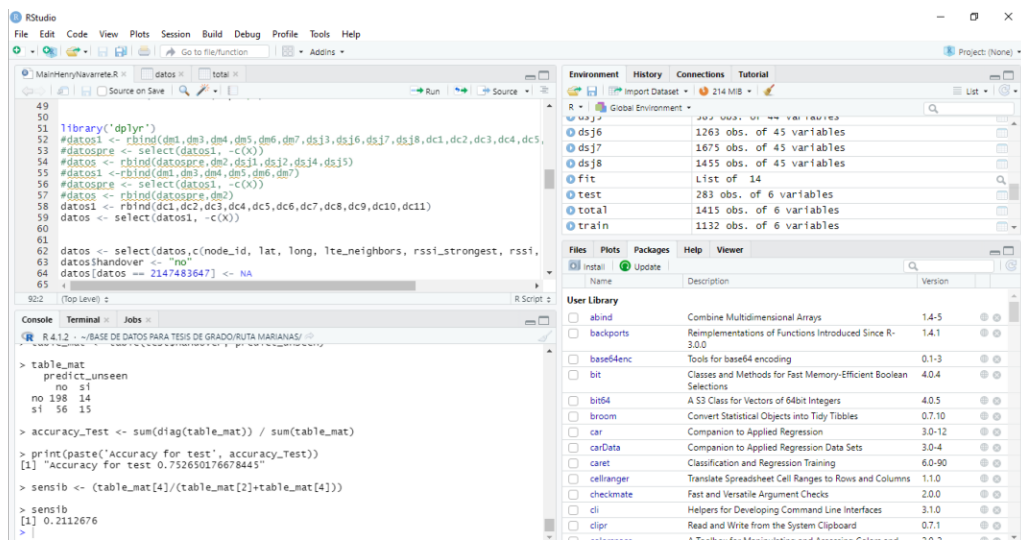 RStudio
File Edit Code View Plots Session Build Debug Profile Tools Help
Go to file/function Addins Project: (None)
MainHenryNavarrete.R datos total
Source on Save Run Source
49
50
51 library('dplyr')
52 #datos1 <- rbind(dm1,dm3,dm4,dm5,dm6,dm7,dsj3,dsj6,dsj7,dsj8,dc1,dc2,dc3,dc4,dc5,
53 #datospre <- select(datos1, -c(X))
54 #datos <- rbind(datospre,dm2,dsj1,dsj2,dsj4,dsj5)
55 #datos1 <-rbind(dm1,dm3,dm4,dm5,dm6,dm7)
56 #datospre <- select(datos1, -c(X))
57 #datos <- rbind(datospre,dm2)
58 datos1 <- rbind(dc1,dc2,dc3,dc4,dc5,dc6,dc7,dc8,dc9,dc10,dc11)
59 datos <- select(datos1, -c(X))
60
61
62 datos <- select(datos,c(node_id, lat, long, lte_neighbors, rssi_strongest, rssi,
63 datos$handover <- "no"
64 datos[datos == 2147483647] <- NA
65
92:2 (Top Level) R Script
Console Terminal Jobs
R 4.1.2 · ~/BASE DE DATOS PARA TESIS DE GRADO/RUTA MARIANAS/
> table_mat
predict_unseen
no si
no 198 14
si 56 15
> accuracy_Test <- sum(diag(table_mat)) / sum(table_mat)
> print(paste('Accuracy for test', accuracy_Test))
[1] "Accuracy for test 0.752650176678445"
> sensib <- (table_mat[4]/(table_mat[2]+table_mat[4]))
> sensib
[1] 0.2112676
>
Environment History Connections Tutorial
Import Dataset 214 MiB List
R Global Environment
dsj6 1263 obs. of 45 variables
dsj7 1675 obs. of 45 variables
dsj8 1455 obs. of 45 variables
fit List of 14
test 283 obs. of 6 variables
total 1415 obs. of 6 variables
train 1132 obs. of 6 variables
Files Plots Packages Help Viewer
Install Update
Name Description Version
User Library
abind Combine Multidimensional Arrays 1.4-5
backports Reimplementations of Functions Introduced Since R-3.0.0 1.4.1
base64enc Tools for base64 encoding 0.1-3
bit Classes and Methods for Fast Memory-Efficient Boolean Selections 4.0.4
bit64 A S3 Class for Vectors of 64bit Integers 4.0.5
broom Convert Statistical Objects into Tidy Tibbles 0.7.10
car Companion to Applied Regression 3.0-12
carData Companion to Applied Regression Data Sets 3.0-4
caret Classification and Regression Training 6.0-90
cellranger Translate Spreadsheet Cell Ranges to Rows and Columns 1.1.0
checkmate Fast and Versatile Argument Checks 2.0.0
cli Helpers for Developing Command Line Interfaces 3.1.0
clipr Read and Write from the System Clipboard 0.7.1